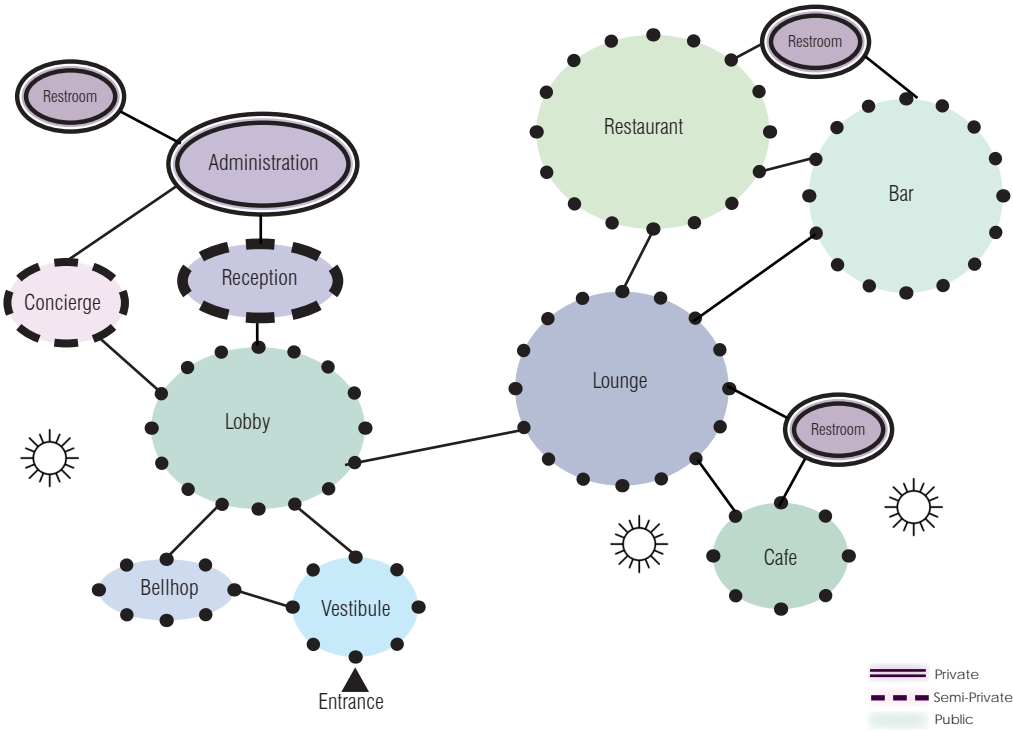 Restroom
Restaurant
Restroom
Administration
Bar
Reception
Concierge
Lounge
Lobby
Restroom
Cafe
Bellhop
Vestibule
Entrance
Private
Semi-Private
Public